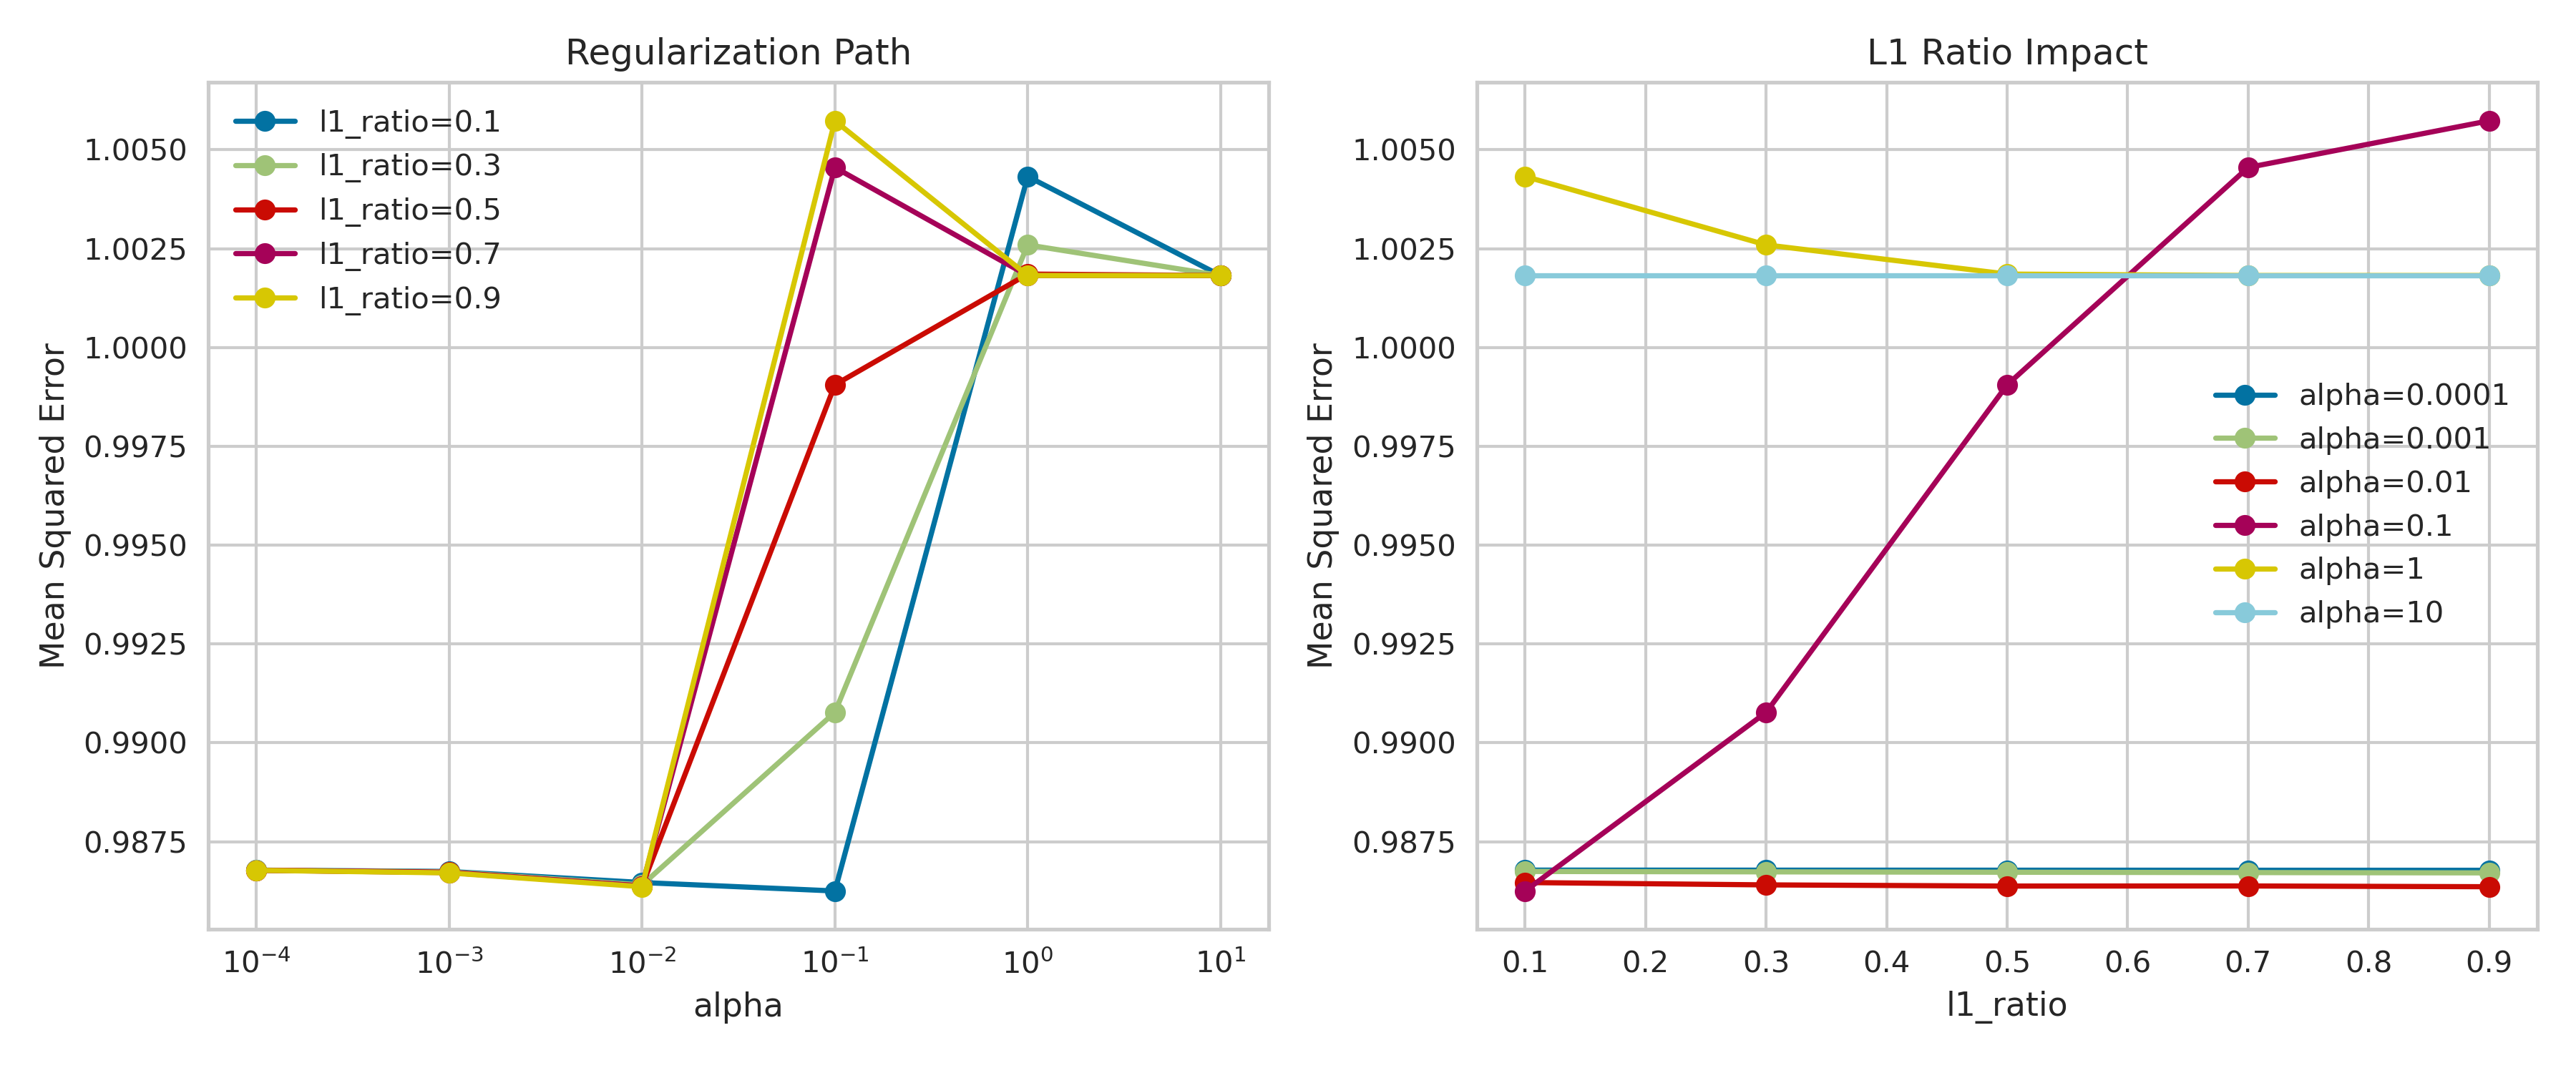 Regularization Path
l1_ratio=0.1
l1_ratio=0.3
l1_ratio=0.5
l1_ratio=0.7
l1_ratio=0.9
1.0050
1.0025
1.0000
0.9975
0.9950
0.9925
0.9900
0.9875
Mean Squared Error
10⁻⁴ 10⁻³ 10⁻² 10⁻¹ 10⁰ 10¹
alpha
L1 Ratio Impact
1.0050
1.0025
1.0000
0.9975
0.9950
0.9925
0.9900
0.9875
Mean Squared Error
alpha=0.0001
alpha=0.001
alpha=0.01
alpha=0.1
alpha=1
alpha=10
0.1 0.2 0.3 0.4 0.5 0.6 0.7 0.8 0.9
l1_ratio